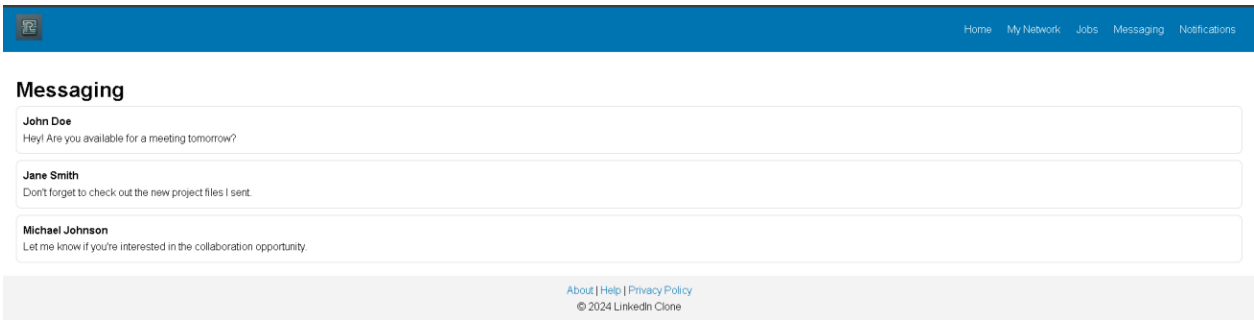 Home My Network Jobs Messaging Notifications
Messaging
John Doe
Hey! Are you available for a meeting tomorrow?
Jane Smith
Don't forget to check out the new project files I sent.
Michael Johnson
Let me know if you're interested in the collaboration opportunity.
About | Help | Privacy Policy
© 2024 LinkedIn Clone